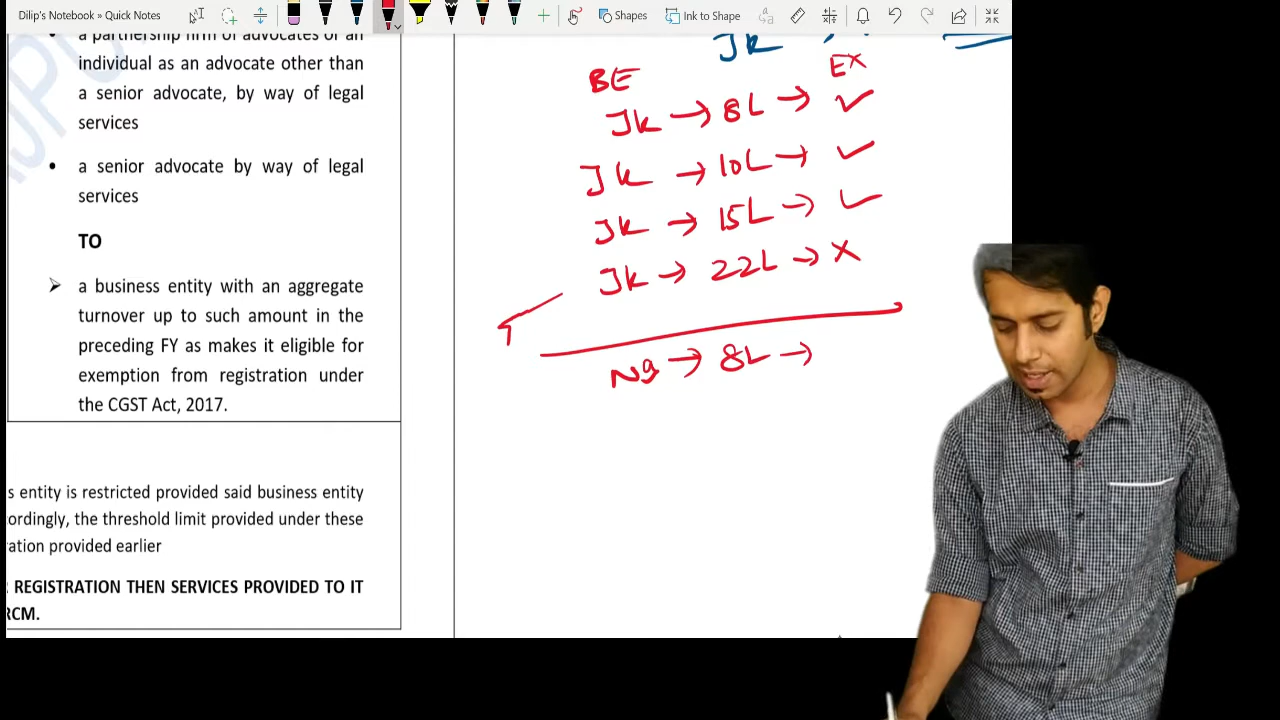 Dilip's Notebook » Quick Notes
Shapes
Ink to Shape
a partnership firm of advocates or an
individual as an advocate other than
a senior advocate, by way of legal
services
• a senior advocate by way of legal
services
TO
➢ a business entity with an aggregate
turnover up to such amount in the
preceding FY as makes it eligible for
exemption from registration under
the CGST Act, 2017.
s entity is restricted provided said business entity
cordingly, the threshold limit provided under these
ration provided earlier
REGISTRATION THEN SERVICES PROVIDED TO IT
RCM.
JK
BE EX
JK → 8L → ✓
JK → 10L → ✓
JK → 15L → ✓
JK → 22L → X
Ng → 8L →